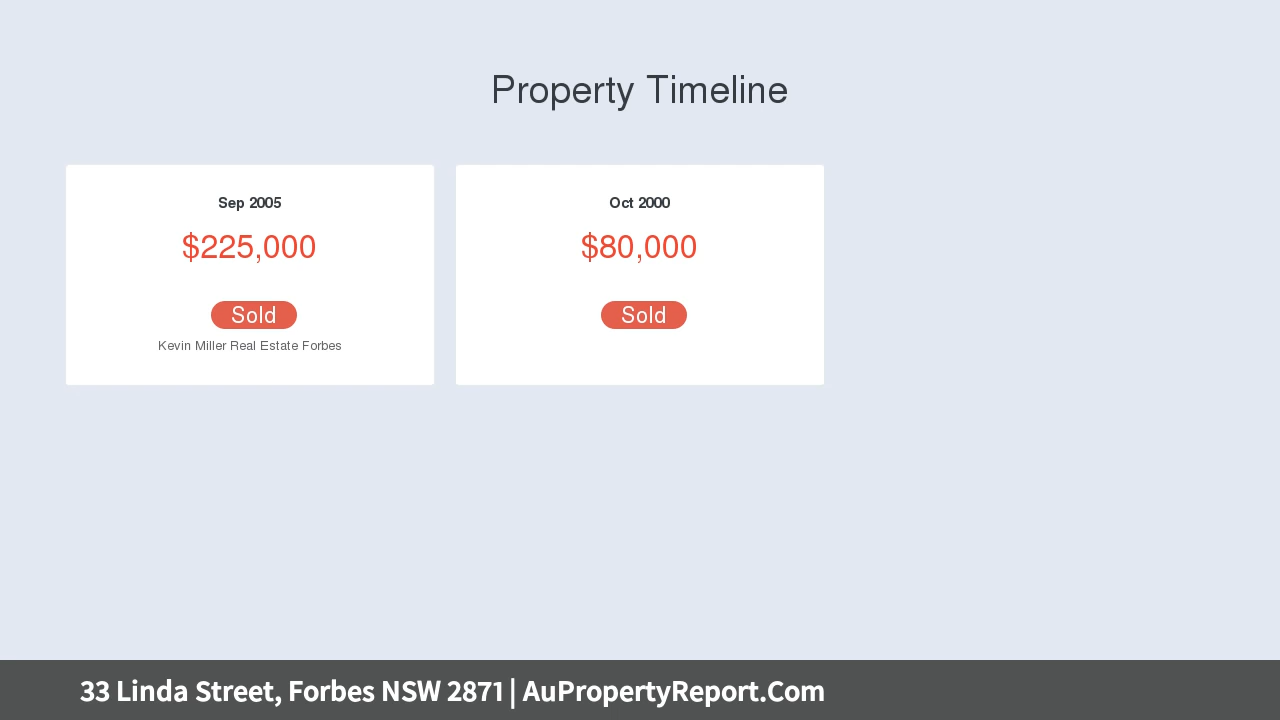 Property Timeline
Sep 2005
$225,000
Sold
Kevin Miller Real Estate Forbes
Oct 2000
$80,000
Sold
33 Linda Street, Forbes NSW 2871 | AuPropertyReport.Com